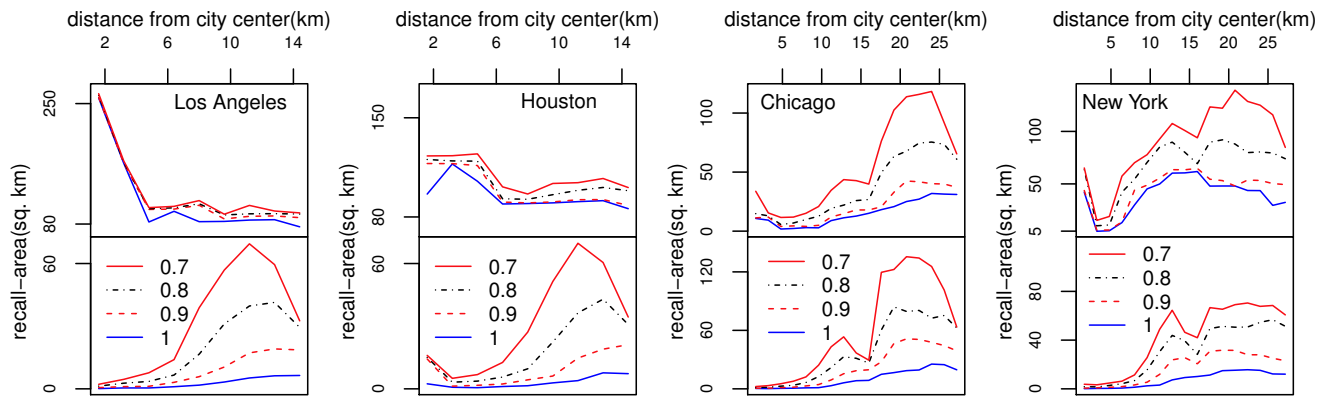 distance from city center(km)
2 6 10 14
250
80
Los Angeles
60
0
0.7
0.8
0.9
1
recall−area(sq. km)
distance from city center(km)
2 6 10 14
150
80
Houston
60
0
0.7
0.8
0.9
1
recall−area(sq. km)
distance from city center(km)
5 10 15 20 25
100
50
0
Chicago
120
60
0
0.7
0.8
0.9
1
recall−area(sq. km)
distance from city center(km)
5 10 15 20 25
100
50
5
New York
80
40
0
0.7
0.8
0.9
1
recall−area(sq. km)